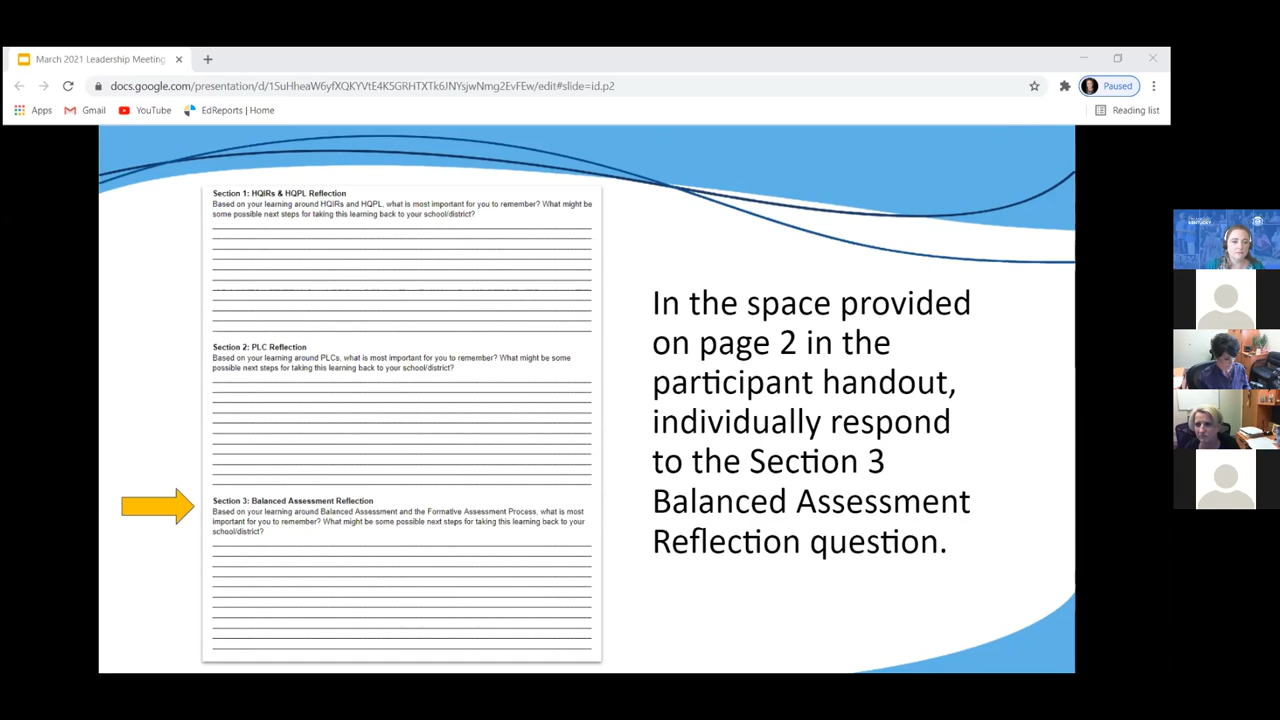 March 2021 Leadership Meeting
docs.google.com/presentation/d/1SuHheaW6yfXQKYVtE4K5GRHTXTk6JNYsjwNmg2EvFEw/edit#slide=id.p2
Paused
Apps
Gmail
YouTube
EdReports | Home
Reading list
Section 1: HQIRs & HQPL Reflection
Based on your learning around HQIRs and HQPL, what is most important for you to remember? What might be
some possible next steps for taking this learning back to your school/district?
Section 2: PLC Reflection
Based on your learning around PLCs, what is most important for you to remember? What might be some
possible next steps for taking this learning back to your school/district?
Section 3: Balanced Assessment Reflection
Based on your learning around Balanced Assessment and the Formative Assessment Process, what is most
important for you to remember? What might be some possible next steps for taking this learning back to your
school/district?
In the space provided
on page 2 in the
participant handout,
individually respond
to the Section 3
Balanced Assessment
Reflection question.
KENTUCKY